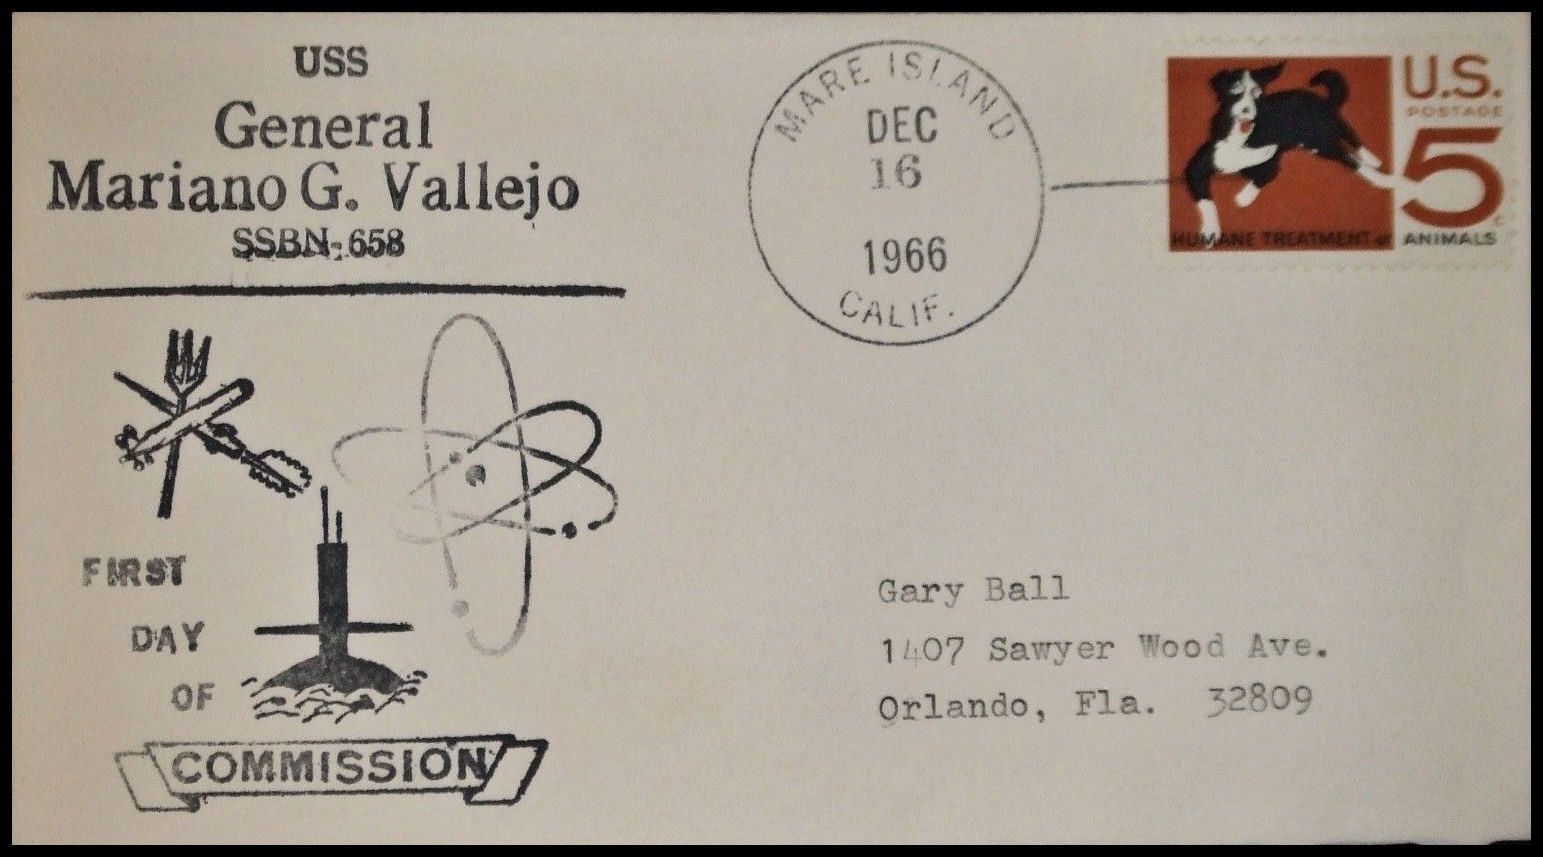 USS
General
Mariano G. Vallejo
SSBN-658
FIRST
DAY
OF
COMMISSION
MARE ISLAND
DEC
16
1966
CALIF.
U.S.
POSTAGE
5c
HUMANE TREATMENT OF ANIMALS
Gary Ball
1407 Sawyer Wood Ave.
Orlando, Fla. 32809